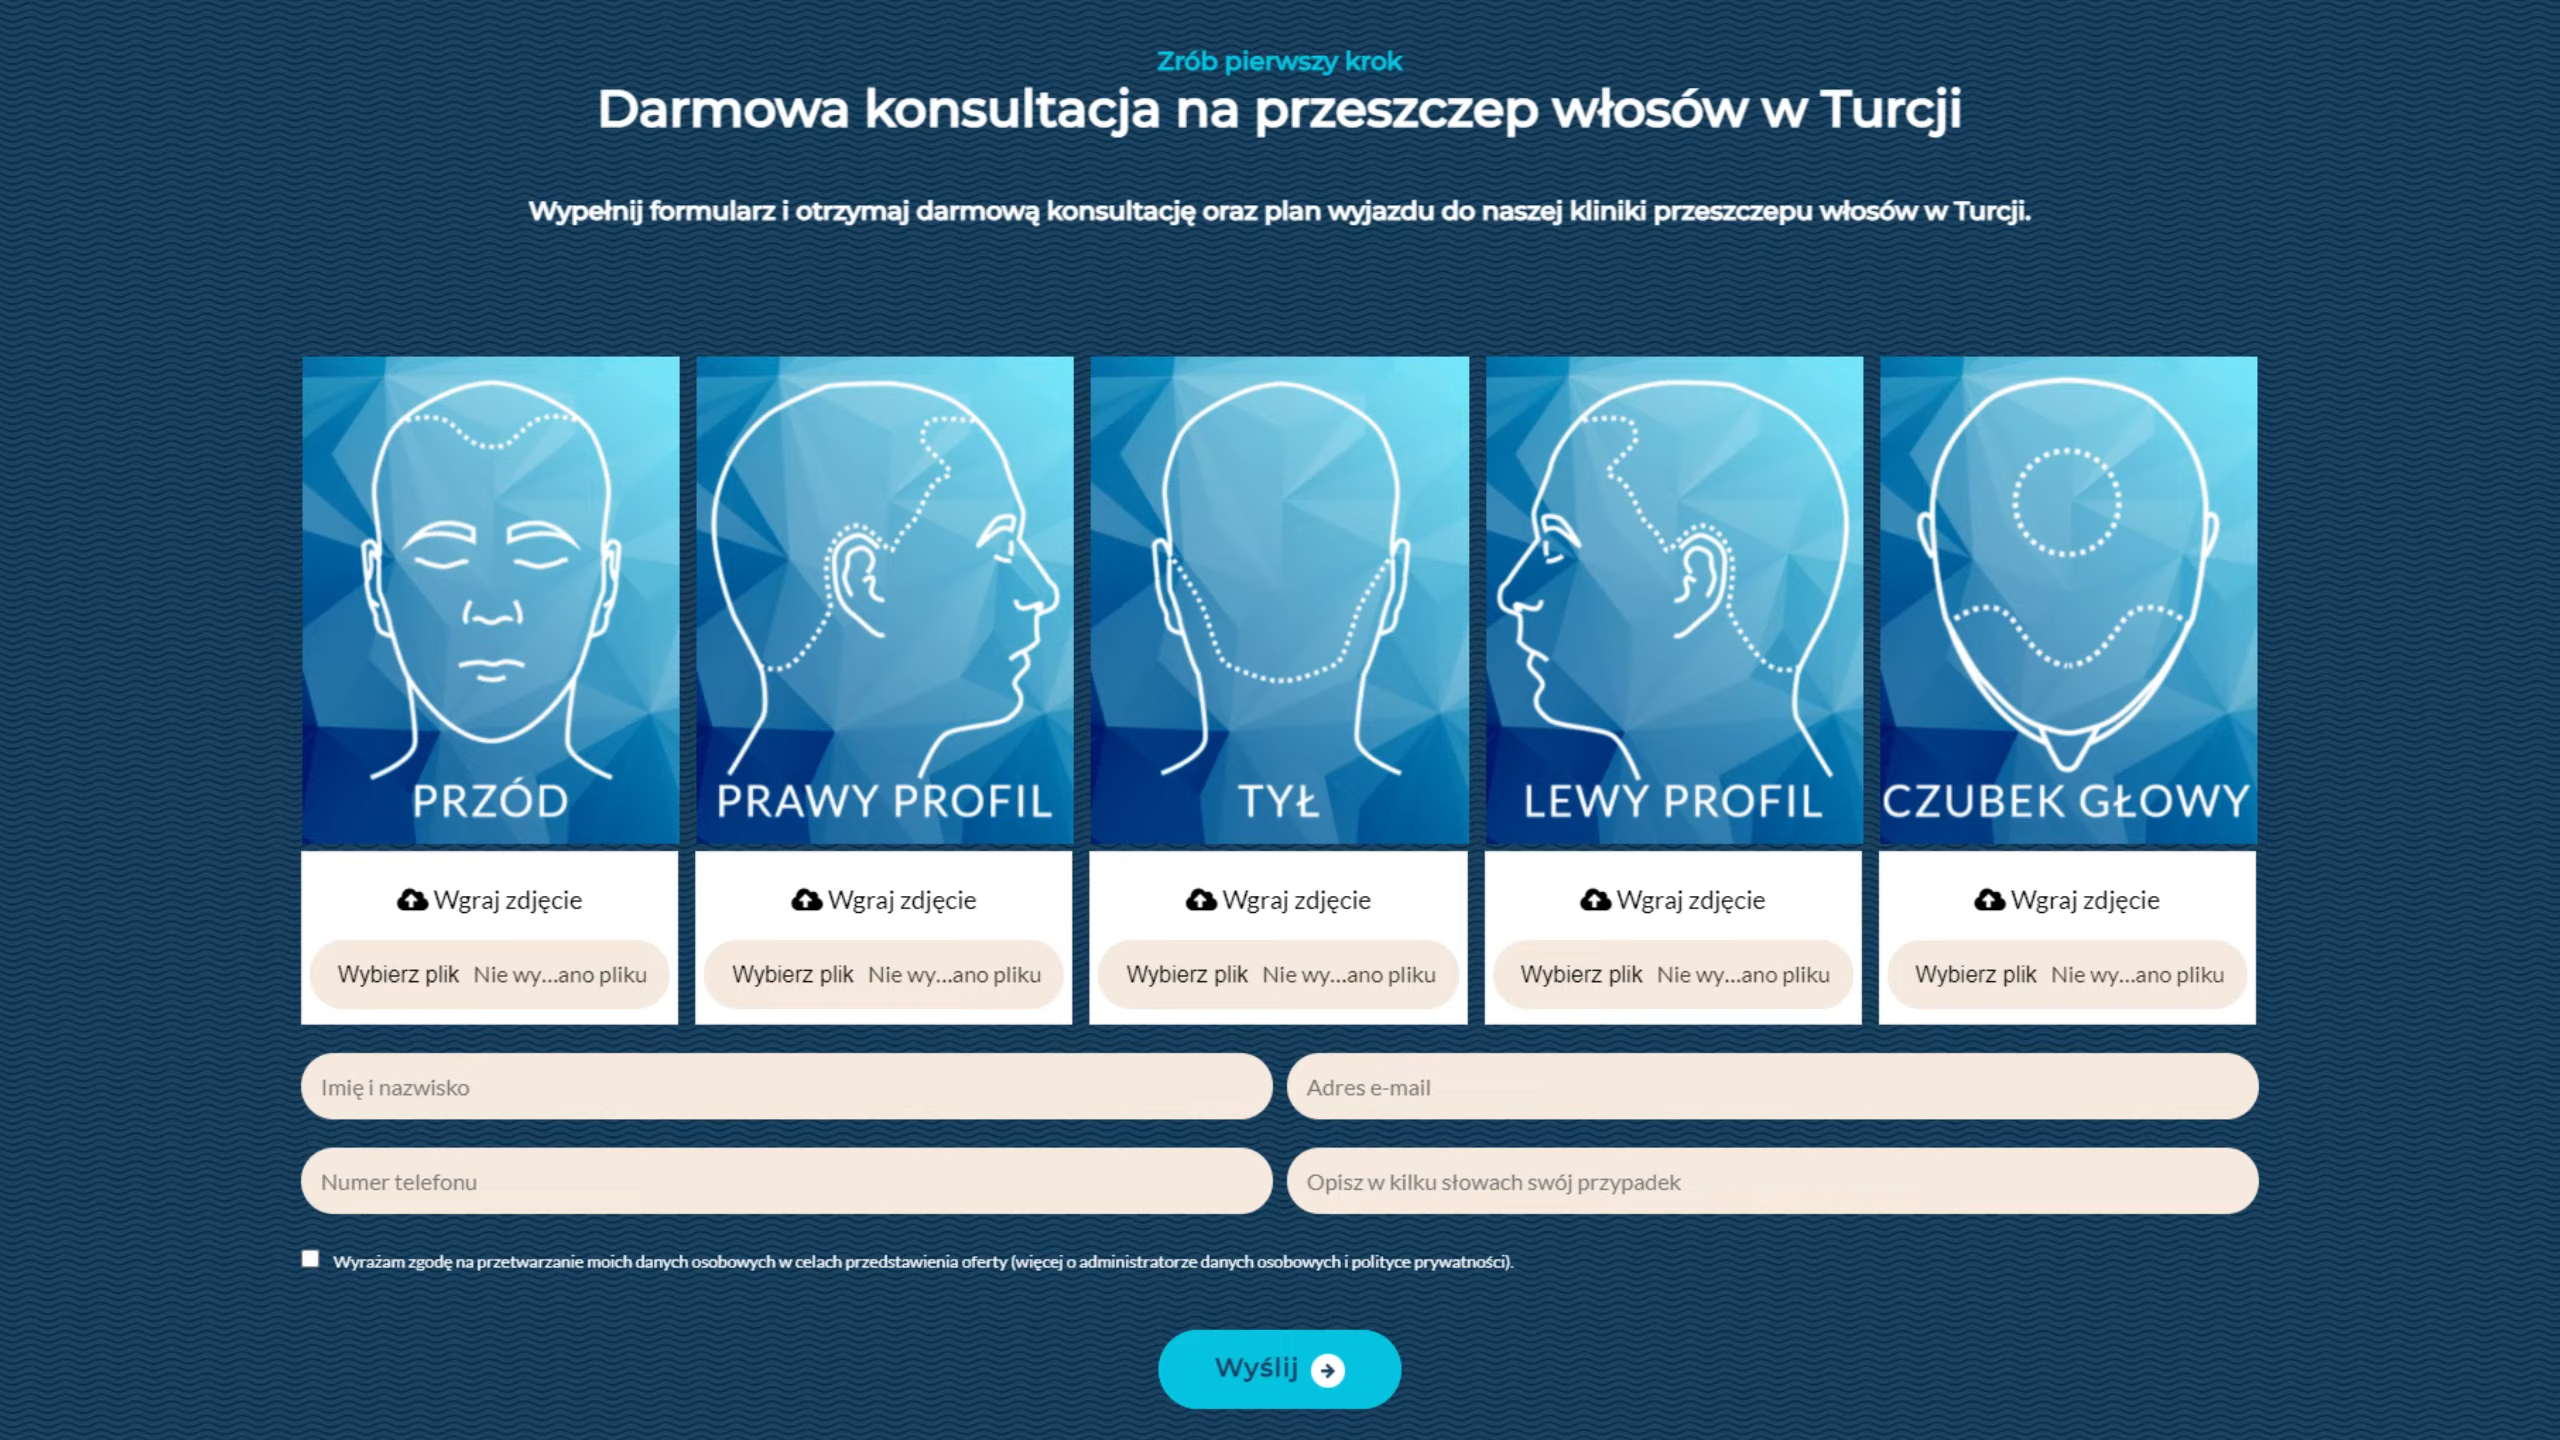 Zrób pierwszy krok
Darmowa konsultacja na przeszczep włosów w Turcji
Wypełnij formularz i otrzymaj darmową konsultację oraz plan wyjazdu do naszej kliniki przeszczepu włosów w Turcji.
PRZÓD
PRAWY PROFIL
TYŁ
LEWY PROFIL
CZUBEK GŁOWY
Wgraj zdjęcie
Wgraj zdjęcie
Wgraj zdjęcie
Wgraj zdjęcie
Wgraj zdjęcie
Wybierz plik Nie wy...ano pliku
Wybierz plik Nie wy...ano pliku
Wybierz plik Nie wy...ano pliku
Wybierz plik Nie wy...ano pliku
Wybierz plik Nie wy...ano pliku
Imię i nazwisko
Adres e-mail
Numer telefonu
Opisz w kilku słowach swój przypadek
Wyrażam zgodę na przetwarzanie moich danych osobowych w celach przedstawienia oferty (więcej o administratorze danych osobowych i polityce prywatności).
Wyślij